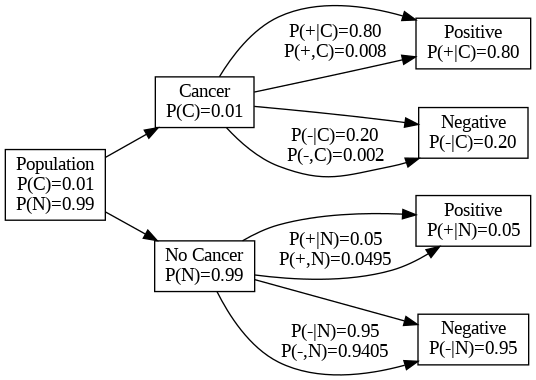 Population
P(C)=0.01
P(N)=0.99
Cancer
P(C)=0.01
P(+|C)=0.80
P(+,C)=0.008
Positive
P(+|C)=0.80
P(-|C)=0.20
P(-,C)=0.002
Negative
P(-|C)=0.20
No Cancer
P(N)=0.99
P(+|N)=0.05
P(+,N)=0.0495
Positive
P(+|N)=0.05
P(-|N)=0.95
P(-,N)=0.9405
Negative
P(-|N)=0.95